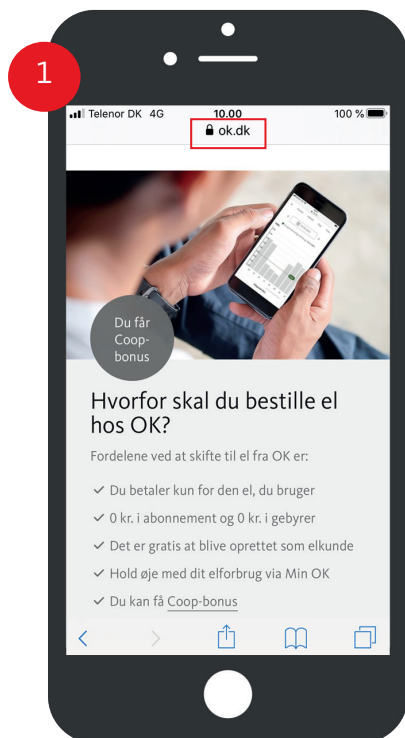 1
Telenor DK 4G 10.00 100 %
ok.dk
Du får
Coop-
bonus
Hvorfor skal du bestille el
hos OK?
Fordelene ved at skifte til el fra OK er:
✓ Du betaler kun for den el, du bruger
✓ 0 kr. i abonnement og 0 kr. i gebyrer
✓ Det er gratis at blive oprettet som elkunde
✓ Hold øje med dit elforbrug via Min OK
✓ Du kan få Coop-bonus